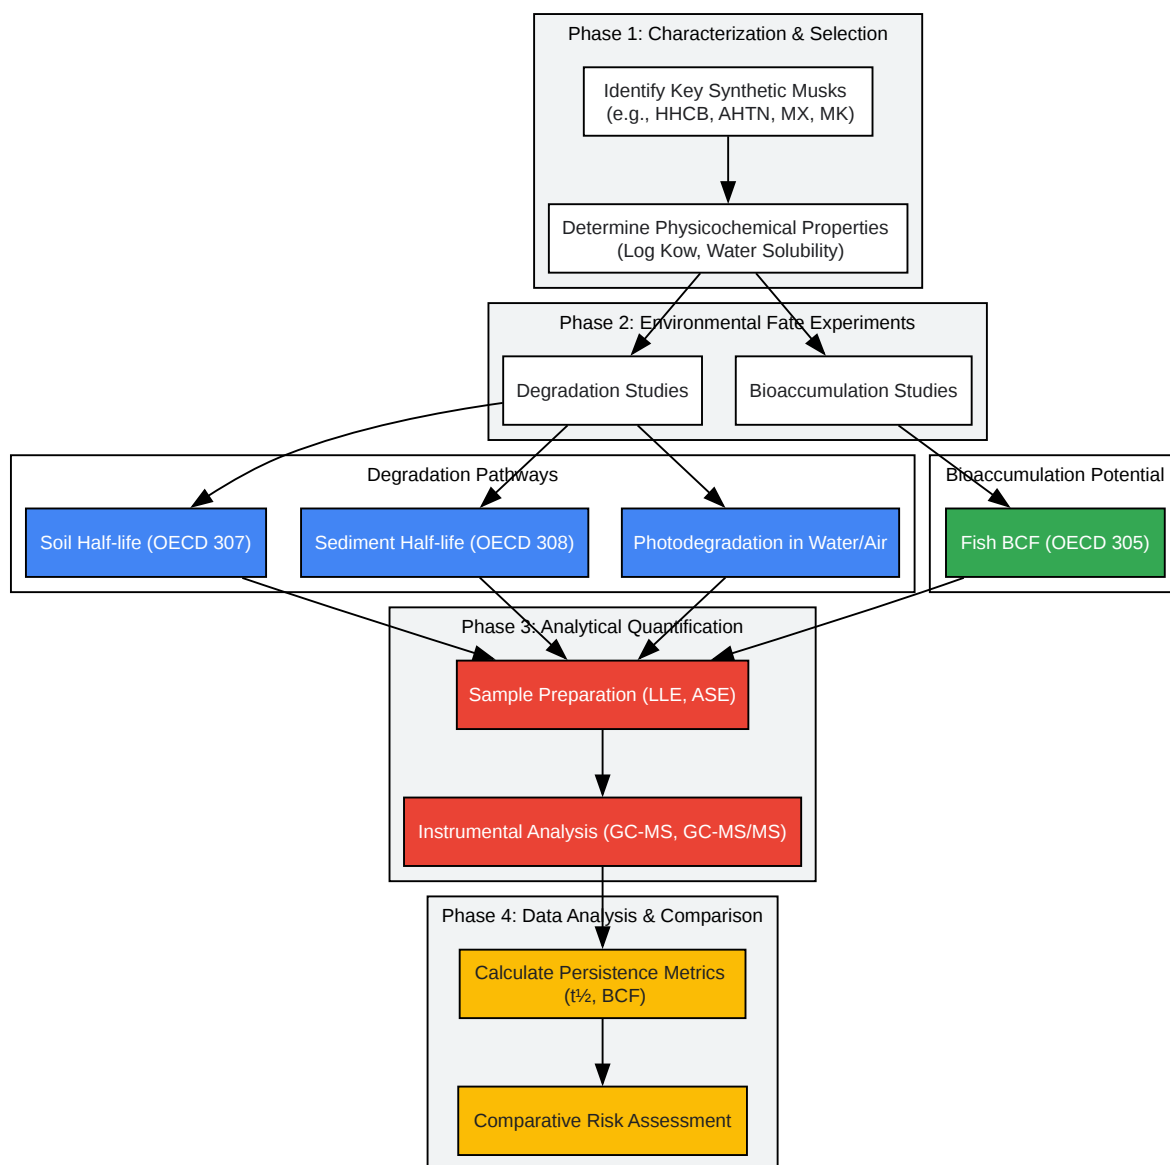 Phase 1: Characterization & Selection
Identify Key Synthetic Musks
(e.g., HHCB, AHTN, MX, MK)
Determine Physicochemical Properties
(Log Kow, Water Solubility)
Phase 2: Environmental Fate Experiments
Degradation Studies
Bioaccumulation Studies
Degradation Pathways
Bioaccumulation Potential
Soil Half-life (OECD 307)
Sediment Half-life (OECD 308)
Photodegradation in Water/Air
Fish BCF (OECD 305)
Phase 3: Analytical Quantification
Sample Preparation (LLE, ASE)
Instrumental Analysis (GC-MS, GC-MS/MS)
Phase 4: Data Analysis & Comparison
Calculate Persistence Metrics
(t½, BCF)
Comparative Risk Assessment